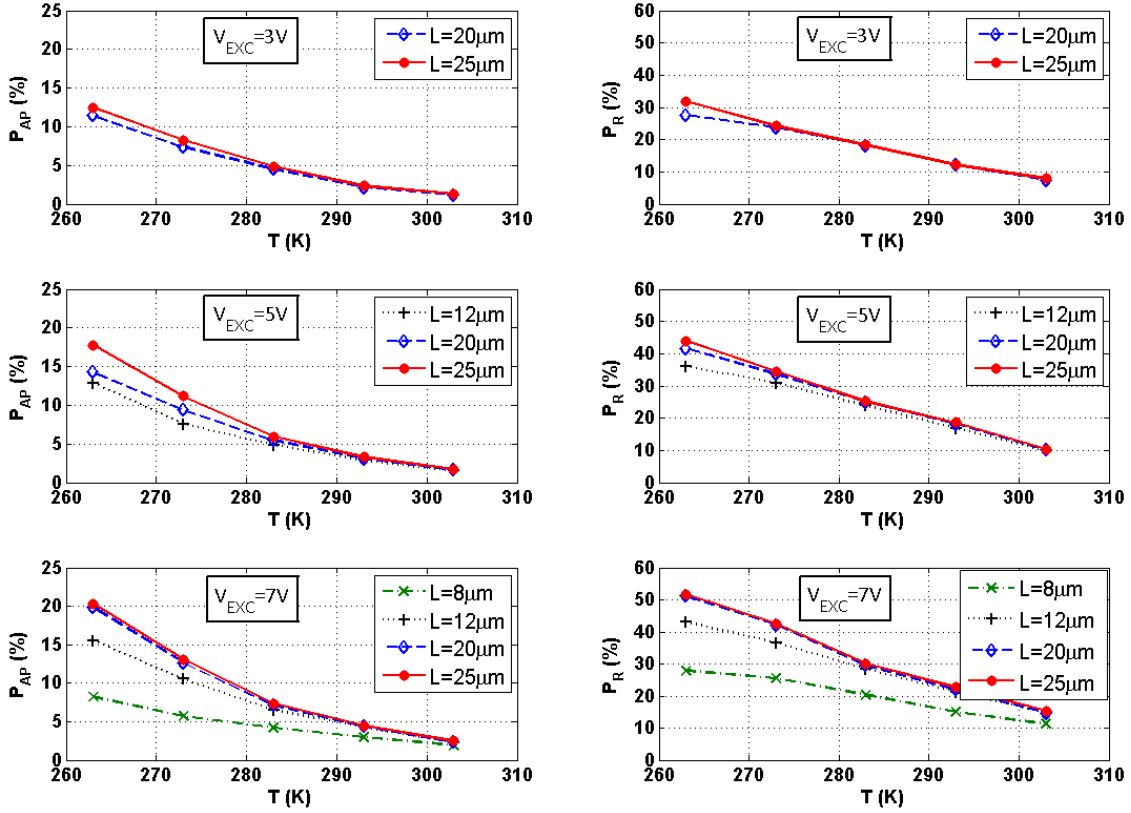 V_EXC=3V
L=20μm
L=25μm
P_AP (%)
25
20
15
10
5
0
260 270 280 290 300 310
T (K)
V_EXC=3V
L=20μm
L=25μm
P_R (%)
60
50
40
30
20
10
0
260 270 280 290 300 310
T (K)
V_EXC=5V
L=12μm
L=20μm
L=25μm
P_AP (%)
25
20
15
10
5
0
260 270 280 290 300 310
T (K)
V_EXC=5V
L=12μm
L=20μm
L=25μm
P_R (%)
60
50
40
30
20
10
0
260 270 280 290 300 310
T (K)
V_EXC=7V
L=8μm
L=12μm
L=20μm
L=25μm
P_AP (%)
25
20
15
10
5
0
260 270 280 290 300 310
T (K)
V_EXC=7V
L=8μm
L=12μm
L=20μm
L=25μm
P_R (%)
60
50
40
30
20
10
0
260 270 280 290 300 310
T (K)